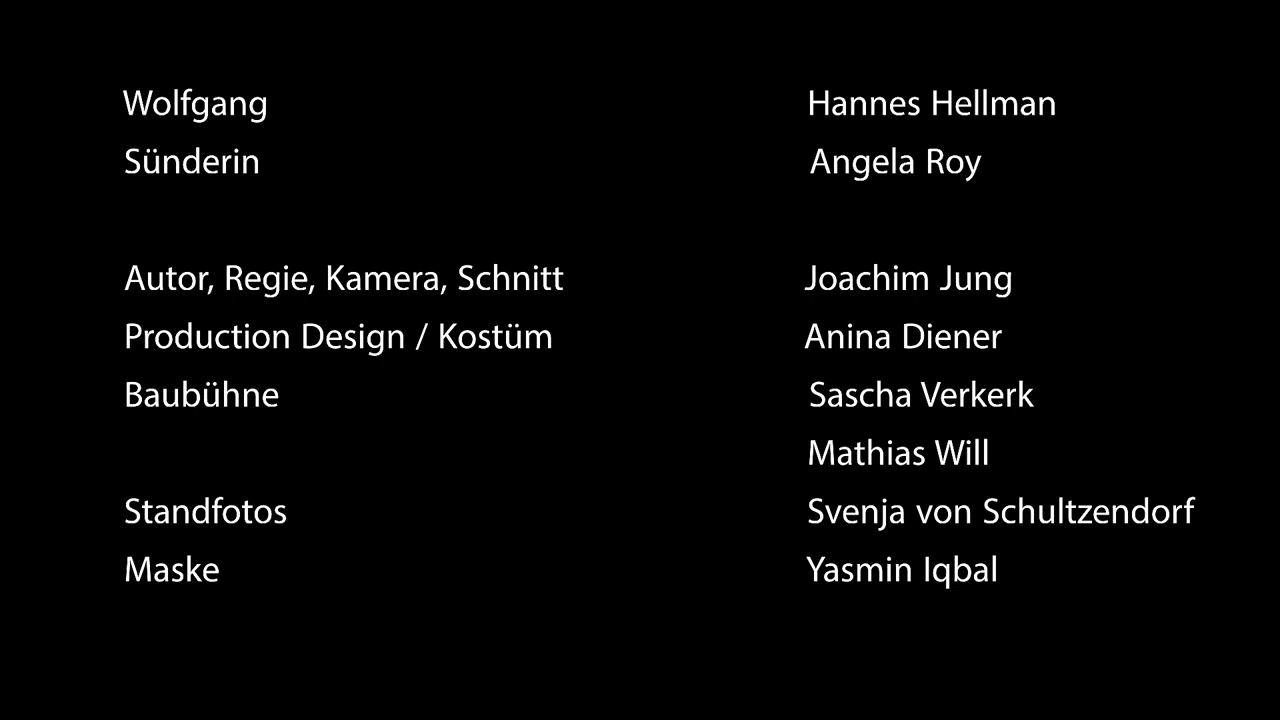 Wolfgang Hannes Hellman
Sünderin Angela Roy
Autor, Regie, Kamera, Schnitt Joachim Jung
Production Design / Kostüm Anina Diener
Baubühne Sascha Verkerk
Mathias Will
Standfotos Svenja von Schultzendorf
Maske Yasmin Iqbal